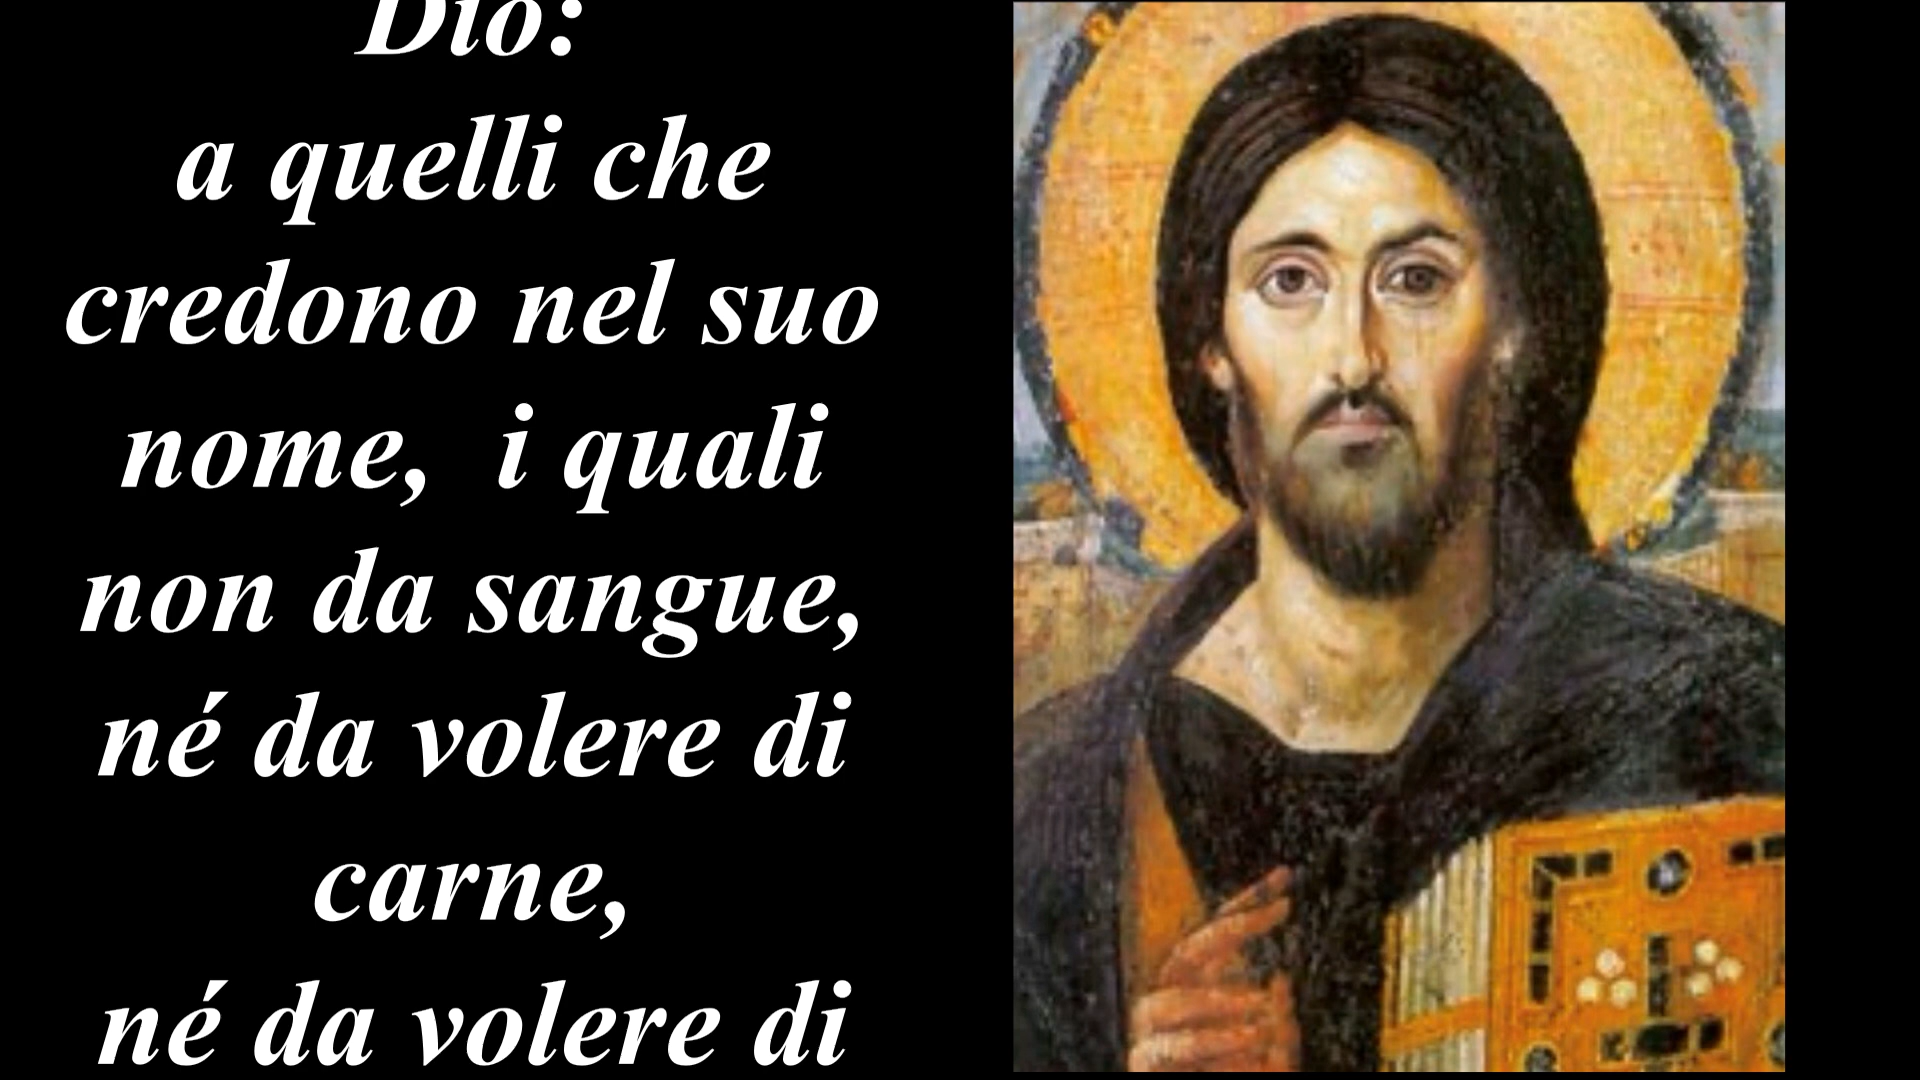 Dio:
a quelli che
credono nel suo
nome, i quali
non da sangue,
né da volere di
carne,
né da volere di